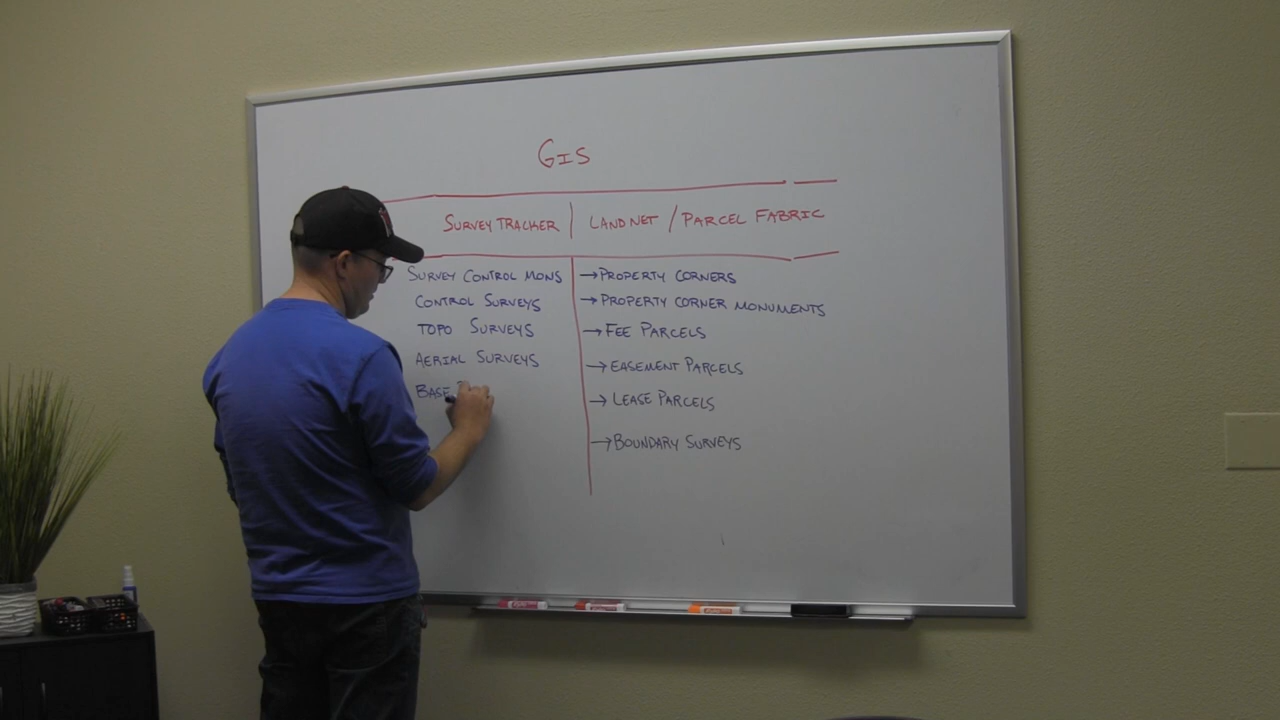 GIS
SURVEY TRACKER | LANDNET / PARCEL FABRIC
SURVEY CONTROL MONS
CONTROL SURVEYS
TOPO SURVEYS
AERIAL SURVEYS
BASE
→ PROPERTY CORNERS
→ PROPERTY CORNER MONUMENTS
→ FEE PARCELS
→ EASEMENT PARCELS
→ LEASE PARCELS
→ BOUNDARY SURVEYS